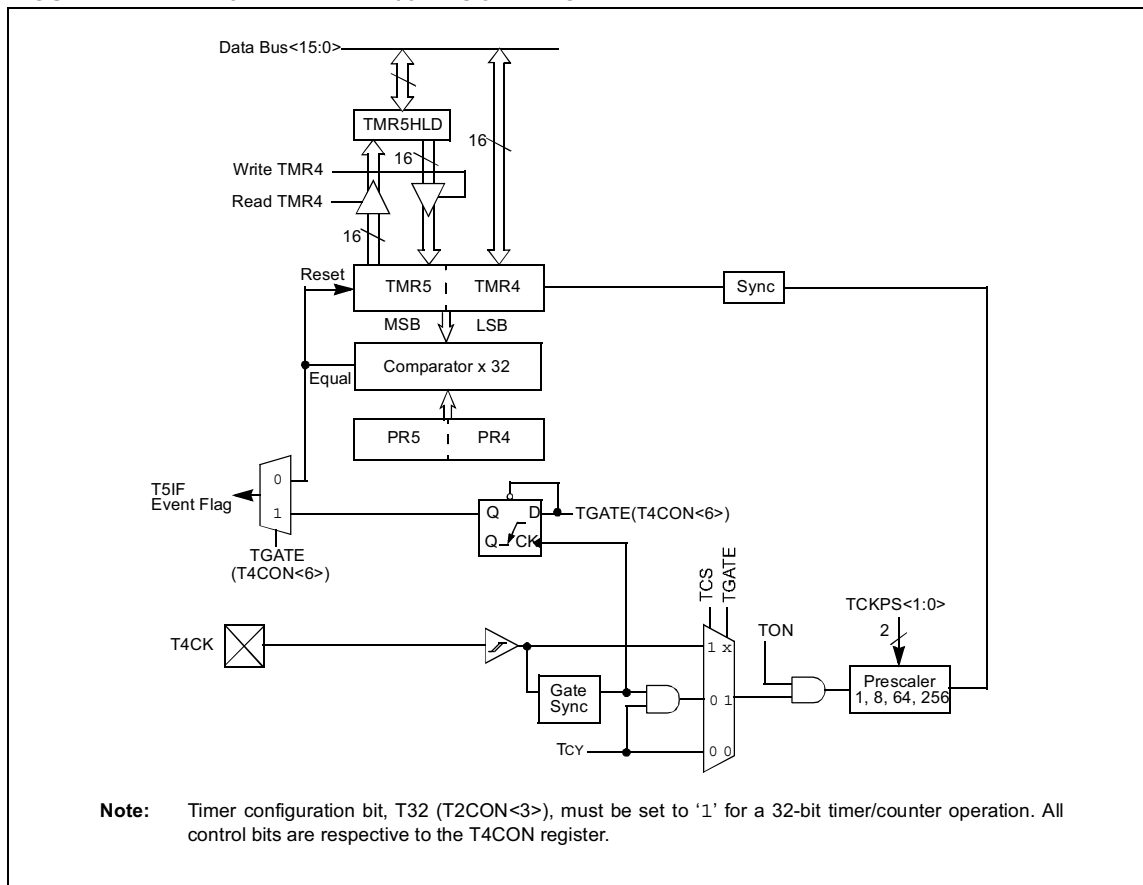 Data Bus<15:0>
TMR5HLD
16
16
Write TMR4
Read TMR4
16
Reset
TMR5
TMR4
Sync
MSB
LSB
Equal
Comparator x 32
PR5
PR4
T5IF
Event Flag
0
1
TGATE
(T4CON<6>)
Q
D
TGATE(T4CON<6>)
Q
CK
TCS
TGATE
TCKPS<1:0>
2
TON
T4CK
1 x
Gate
Sync
0 1
Prescaler
1, 8, 64, 256
TCY
0 0
Note: Timer configuration bit, T32 (T2CON<3>), must be set to ‘1’ for a 32-bit timer/counter operation. All
control bits are respective to the T4CON register.